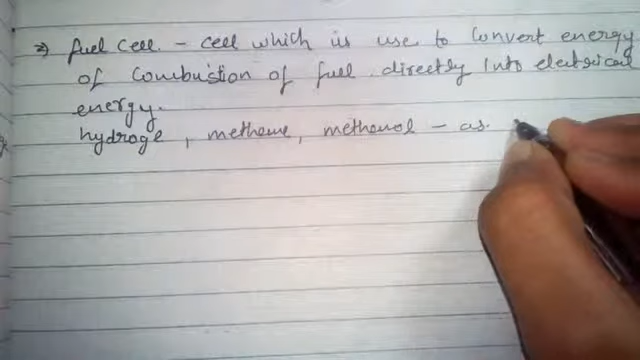 => fuel cell - cell which is use to convert energy
of combustion of fuel directly into electrical
energy.
hydroge, methene, methenol - as.